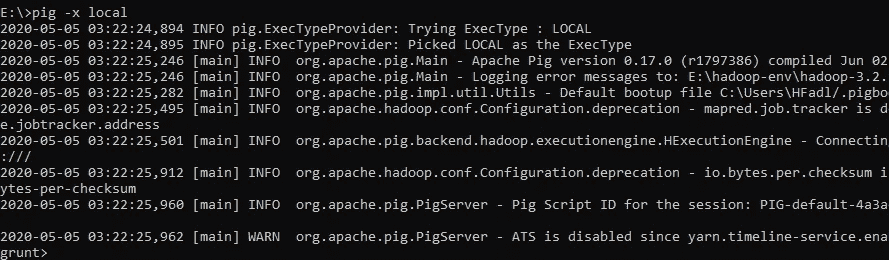 E:\>pig -x local
2020-05-05 03:22:24,894 INFO pig.ExecTypeProvider: Trying ExecType : LOCAL
2020-05-05 03:22:24,895 INFO pig.ExecTypeProvider: Picked LOCAL as the ExecType
2020-05-05 03:22:25,246 [main] INFO  org.apache.pig.Main - Apache Pig version 0.17.0 (r1797386) compiled Jun 02
2020-05-05 03:22:25,246 [main] INFO  org.apache.pig.Main - Logging error messages to: E:\hadoop-env\hadoop-3.2.
2020-05-05 03:22:25,282 [main] INFO  org.apache.pig.impl.util.Utils - Default bootup file C:\Users\HFadl/.pigbo
2020-05-05 03:22:25,495 [main] INFO  org.apache.hadoop.conf.Configuration.deprecation - mapred.job.tracker is d
e.jobtracker.address
2020-05-05 03:22:25,501 [main] INFO  org.apache.pig.backend.hadoop.executionengine.HExecutionEngine - Connecting
:///
2020-05-05 03:22:25,912 [main] INFO  org.apache.hadoop.conf.Configuration.deprecation - io.bytes.per.checksum i
ytes-per-checksum
2020-05-05 03:22:25,960 [main] INFO  org.apache.pig.PigServer - Pig Script ID for the session: PIG-default-4a3a
2020-05-05 03:22:25,962 [main] WARN  org.apache.pig.PigServer - ATS is disabled since yarn.timeline-service.ena
grunt>